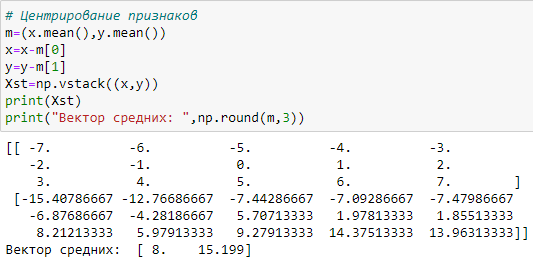 # Центрирование признаков
m=(x.mean(),y.mean())
x=x-m[0]
y=y-m[1]
Xst=np.vstack((x,y))
print(Xst)
print("Вектор средних: ",np.round(m,3))
[[ -7. -6. -5. -4. -3.
-2. -1. 0. 1. 2.
3. 4. 5. 6. 7. ]
[-15.40786667 -12.76686667 -7.44286667 -7.09286667 -7.47986667
-6.87686667 -4.28186667 5.70713333 1.97813333 1.85513333
8.21213333 5.97913333 9.27913333 14.37513333 13.96313333]]
Вектор средних:  [ 8. 15.199]